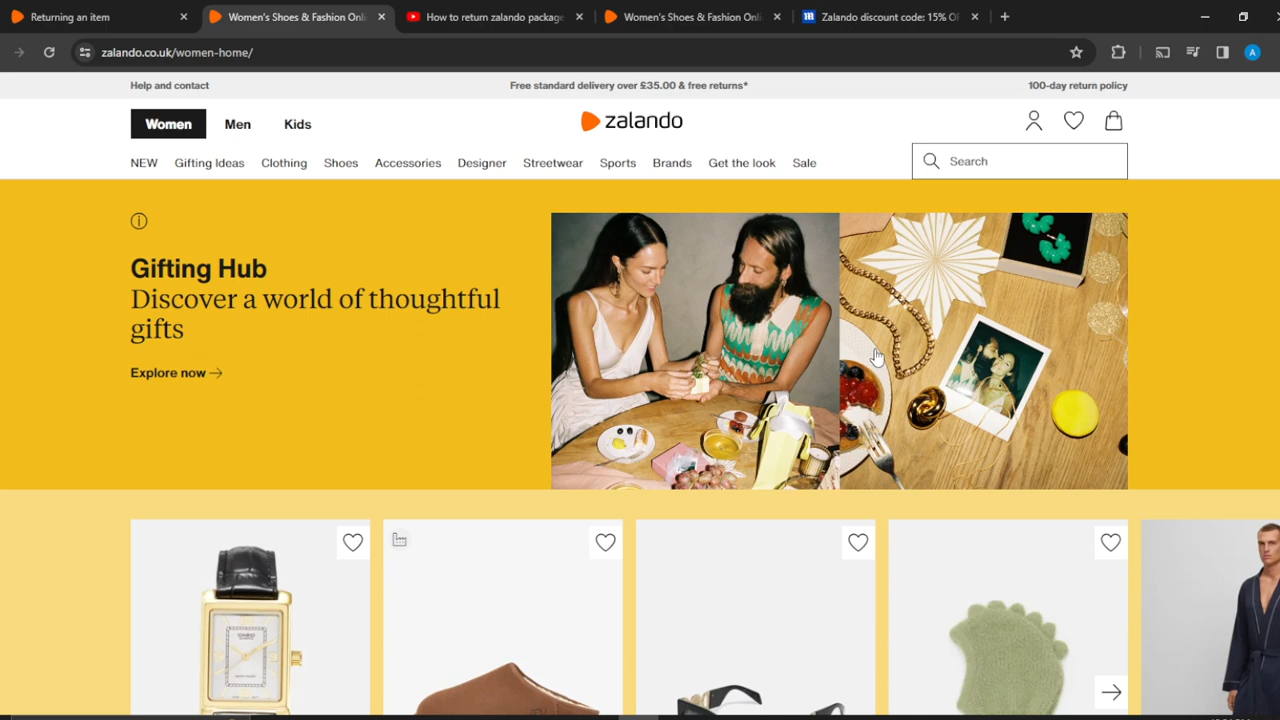 Returning an item
Women's Shoes & Fashion Onli
How to return zalando package
Women's Shoes & Fashion Onli
Zalando discount code: 15% Of
zalando.co.uk/women-home/
A
Help and contact
Free standard delivery over £35.00 & free returns*
100-day return policy
Women
Men
Kids
zalando
NEW
Gifting Ideas
Clothing
Shoes
Accessories
Designer
Streetwear
Sports
Brands
Get the look
Sale
Search
Gifting Hub
Discover a world of thoughtful
gifts
Explore now